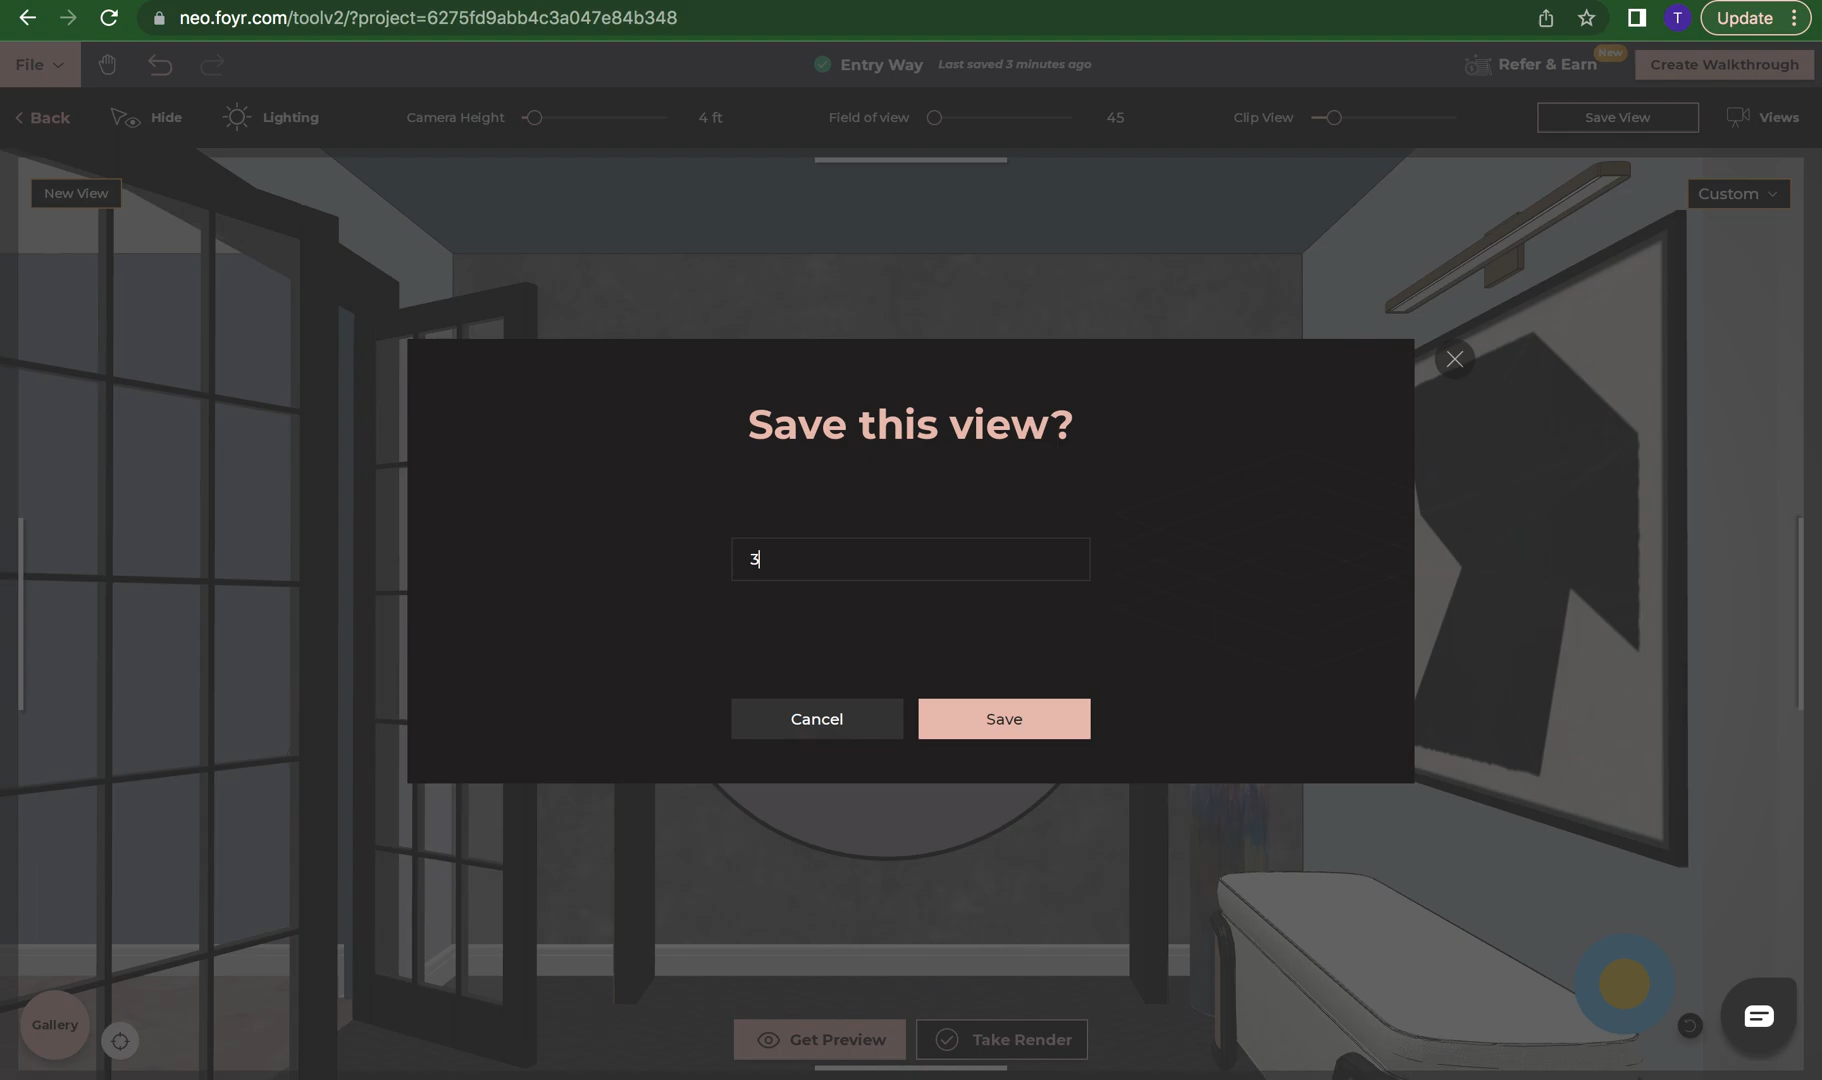 neo.foyr.com/toolv2/?project=6275fd9abb4c3a047e84b348
T
Update
File
Entry Way
Last saved 3 minutes ago
Refer & Earn
New
Create Walkthrough
Back
Hide
Lighting
Camera Height
4 ft
Field of view
45
Clip View
Save View
Views
New View
Custom
Save this view?
3
Cancel
Save
Gallery
Get Preview
Take Render